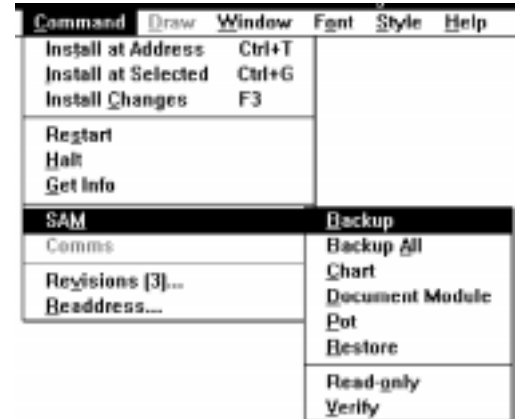 Command Draw Window Font Style Help
Install at Address Ctrl+T
Install at Selected Ctrl+G
Install Changes F3
Restart
Halt
Get Info
SAM Backup
Comms Backup All
Revisions (3)... Chart
Readdress... Document Module
Pot
Restore
Read-only
Verify